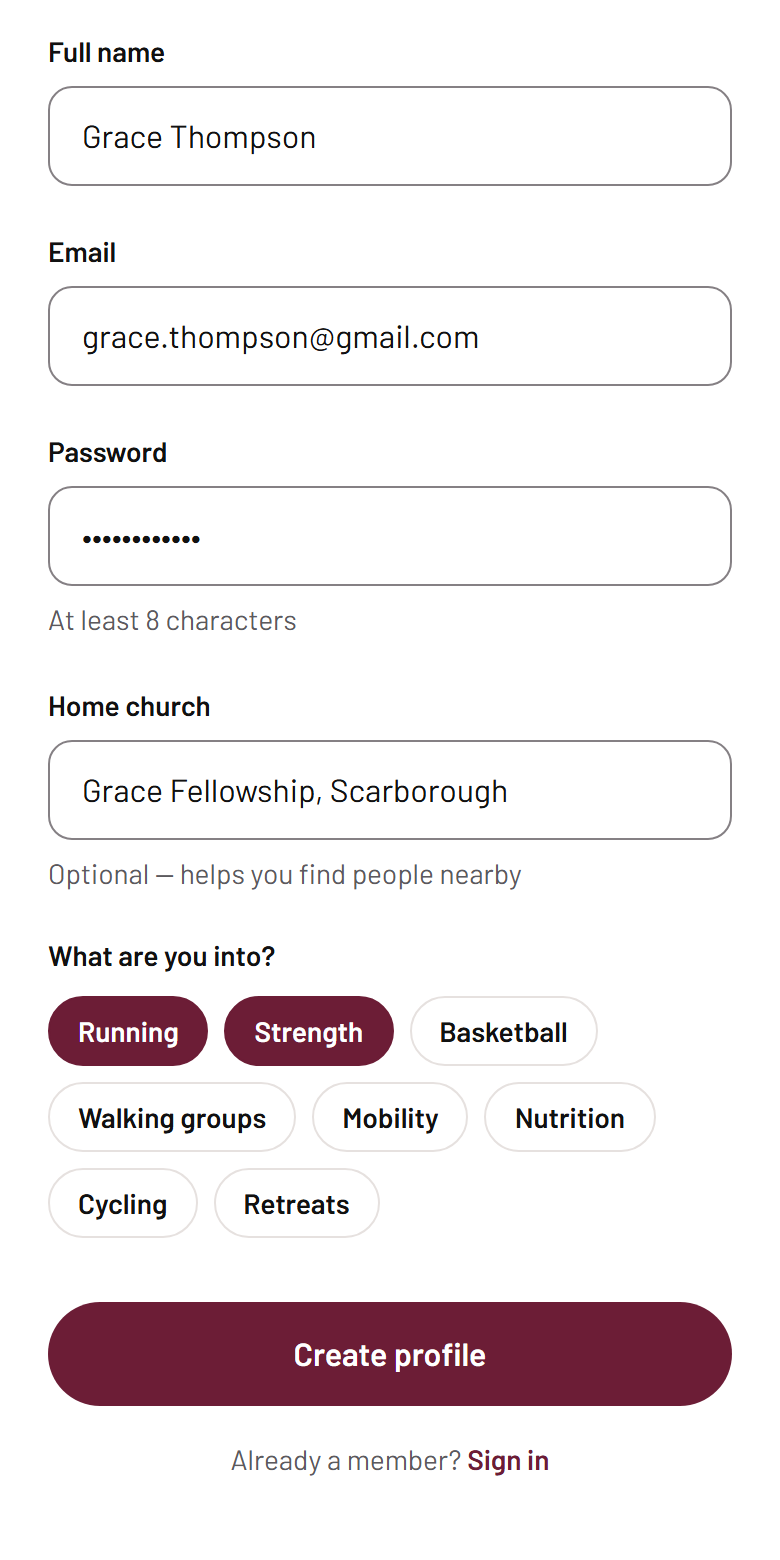 Full name
Grace Thompson
Email
grace.thompson@gmail.com
Password
••••••••••••
At least 8 characters
Home church
Grace Fellowship, Scarborough
Optional — helps you find people nearby
What are you into?
Running Strength Basketball
Walking groups Mobility Nutrition
Cycling Retreats
Create profile
Already a member? Sign in